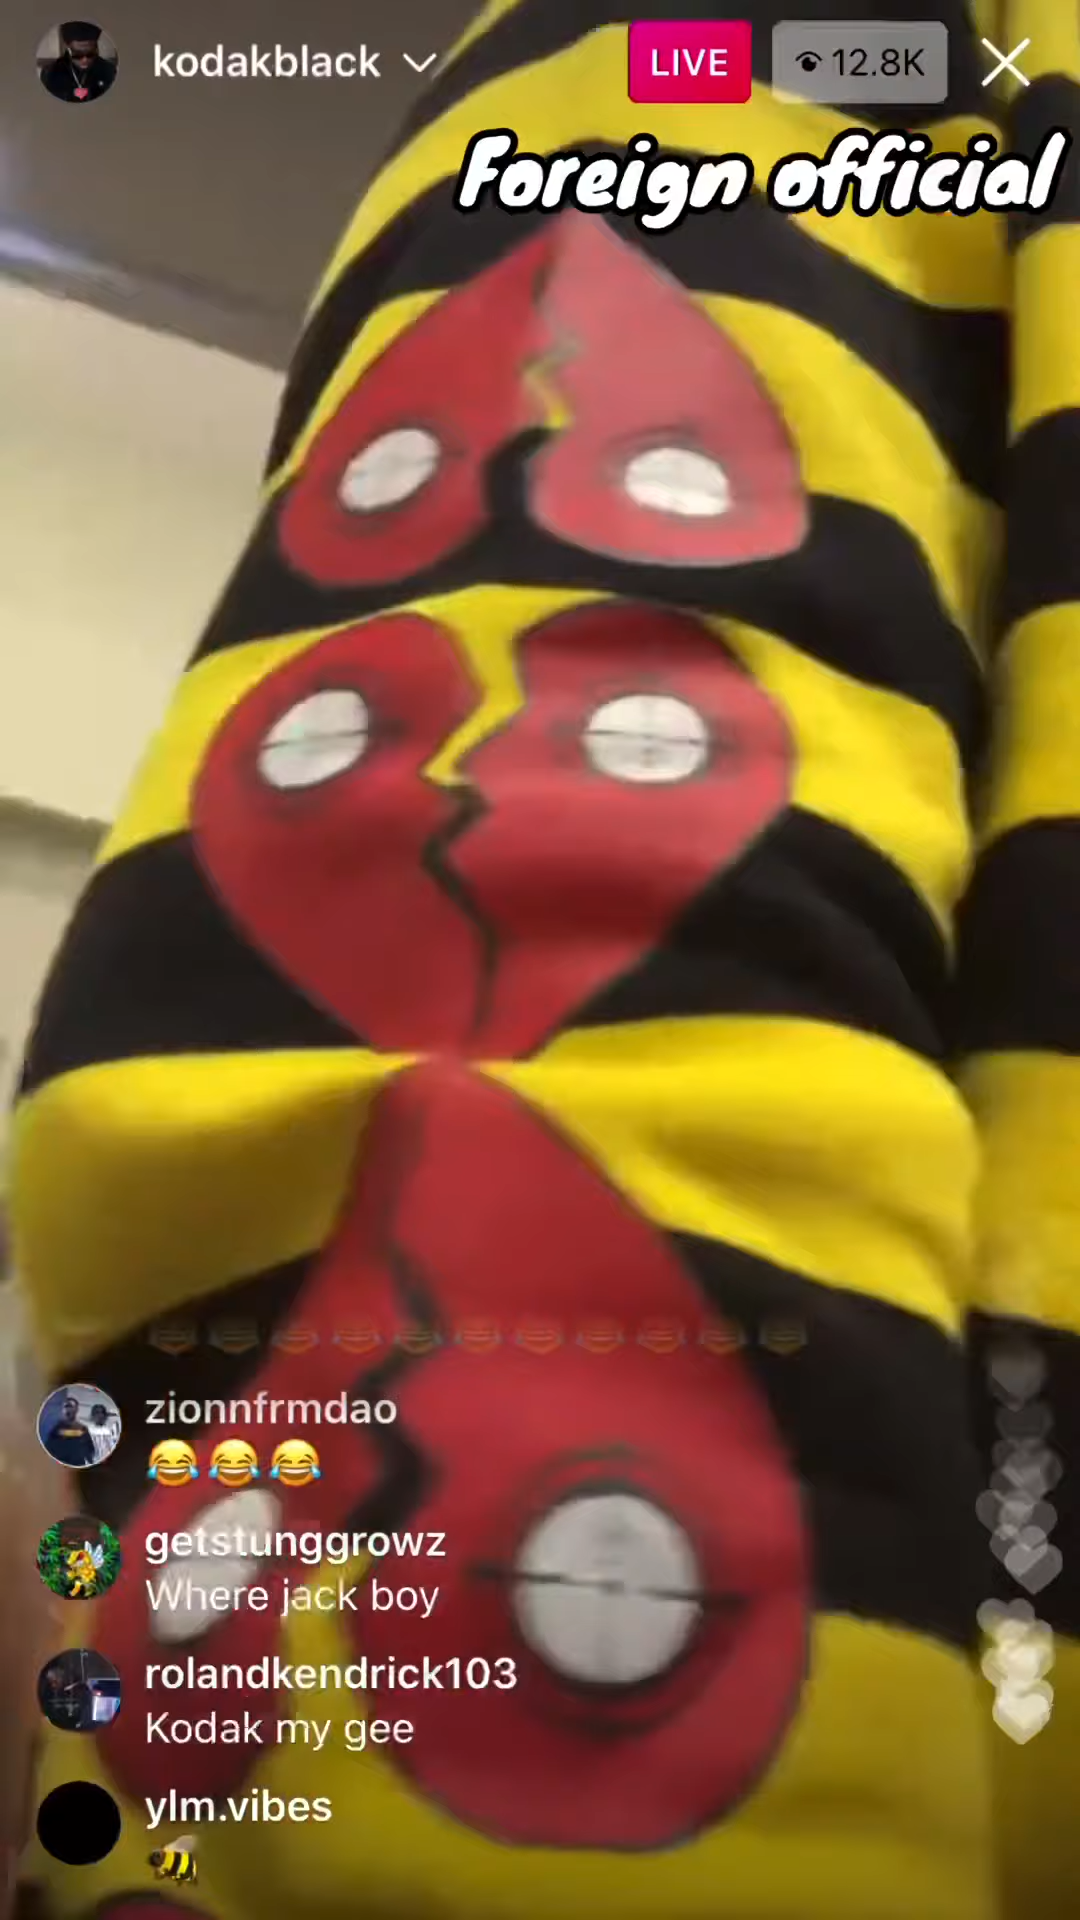 kodakblack
LIVE
12.8K
Foreign official
zionnfrmdao
😂😂😂
getstunggrowz
Where jack boy
rolandkendrick103
Kodak my gee
ylm.vibes
🐝